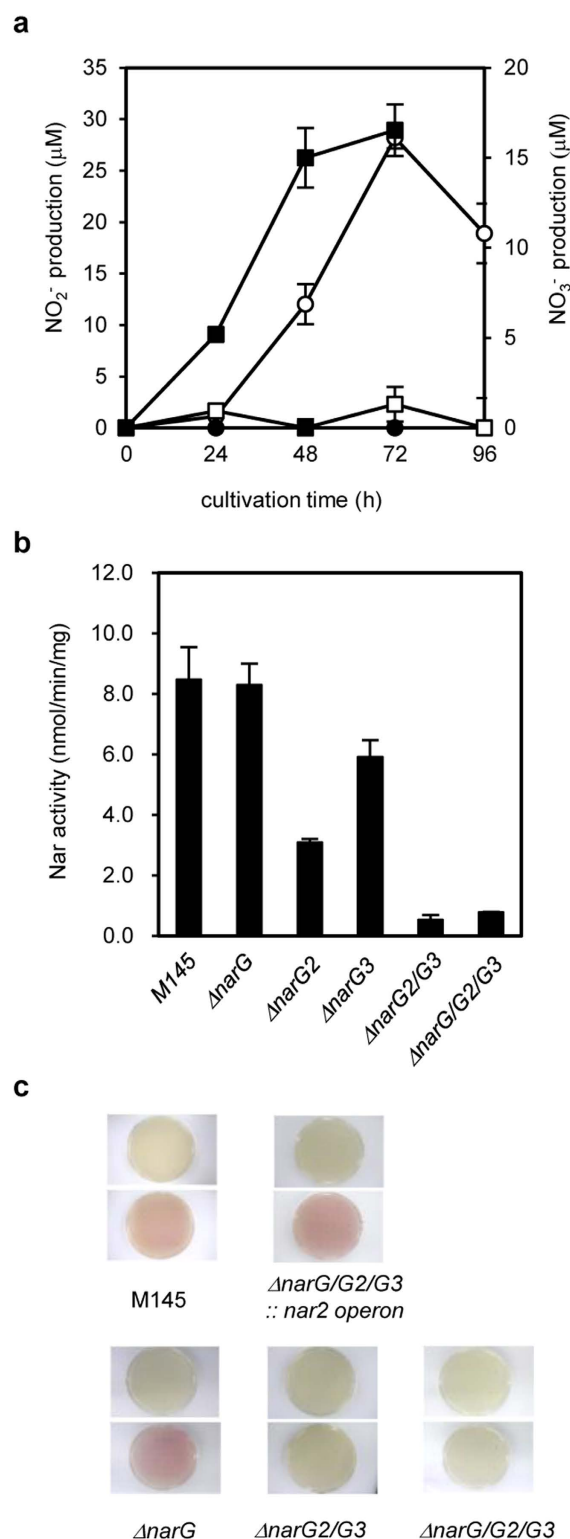 a
35
30
25
20
15
10
5
0
NO₂⁻ production (µM)
20
15
10
5
0
NO₃⁻ production (µM)
0 24 48 72 96
cultivation time (h)
b
12.0
10.0
8.0
6.0
4.0
2.0
0.0
Nar activity (nmol/min/mg)
M145
ΔnarG
ΔnarG2
ΔnarG3
ΔnarG2/G3
ΔnarG/G2/G3
c
M145
ΔnarG/G2/G3
:: nar2 operon
ΔnarG ΔnarG2/G3 ΔnarG/G2/G3